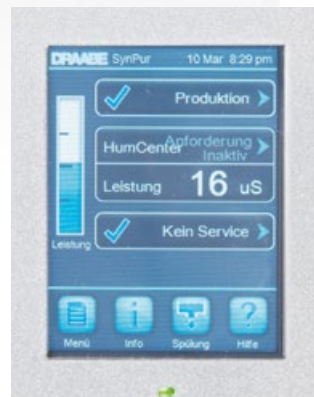 DRAABE SynPur 10 Mar 8:29 pm
Produktion
HumCenter Anforderung
Inaktiv
Leistung 16 uS
Kein Service
Leistung
Menü Info Spülung Hilfe